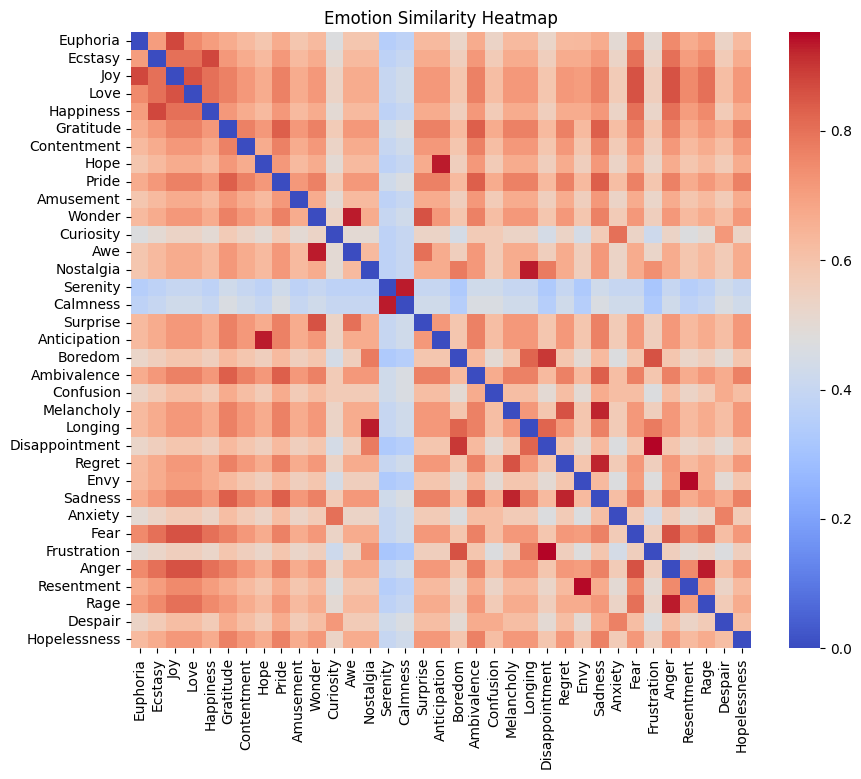 Emotion Similarity Heatmap
Euphoria
Ecstasy
Joy
Love
Happiness
Gratitude
Contentment
Hope
Pride
Amusement
Wonder
Curiosity
Awe
Nostalgia
Serenity
Calmness
Surprise
Anticipation
Boredom
Ambivalence
Confusion
Melancholy
Longing
Disappointment
Regret
Envy
Sadness
Anxiety
Fear
Frustration
Anger
Resentment
Rage
Despair
Hopelessness
Euphoria
Ecstasy
Joy
Love
Happiness
Gratitude
Contentment
Hope
Pride
Amusement
Wonder
Curiosity
Awe
Nostalgia
Serenity
Calmness
Surprise
Anticipation
Boredom
Ambivalence
Confusion
Melancholy
Longing
Disappointment
Regret
Envy
Sadness
Anxiety
Fear
Frustration
Anger
Resentment
Rage
Despair
Hopelessness
0.8
0.6
0.4
0.2
0.0